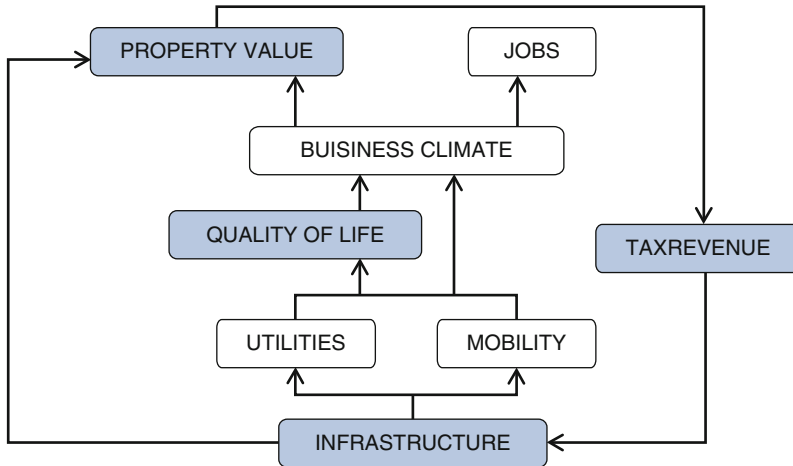 PROPERTY VALUE
JOBS
BUISINESS CLIMATE
QUALITY OF LIFE
TAXREVENUE
UTILITIES
MOBILITY
INFRASTRUCTURE